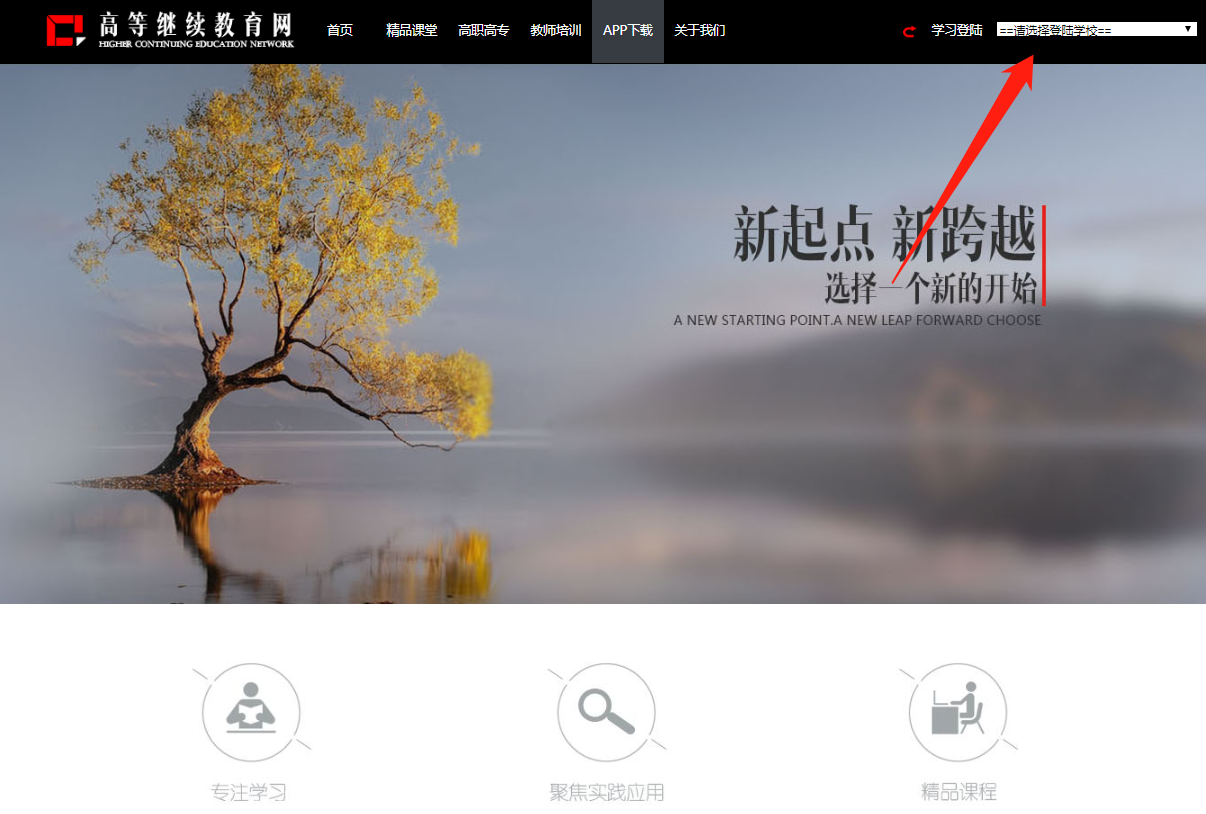 高等继续教育网
HIGHER CONTINUING EDUCATION NETWORK
首页 精品课堂 高职高专 教师培训 APP下载 关于我们
学习登陆 ==请选择登陆学校==
新起点 新跨越
选择一个新的开始
A NEW STARTING POINT.A NEW LEAP FORWARD CHOOSE
专注学习 聚焦实践应用 精品课程